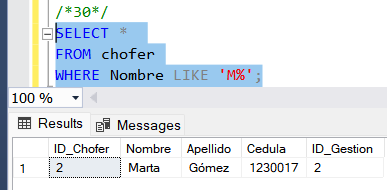 /*30*/
SELECT *
FROM chofer
WHERE Nombre LIKE 'M%';
100 %
Results Messages
ID_Chofer Nombre Apellido Cedula ID_Gestion
1 2 Marta Gómez 1230017 2